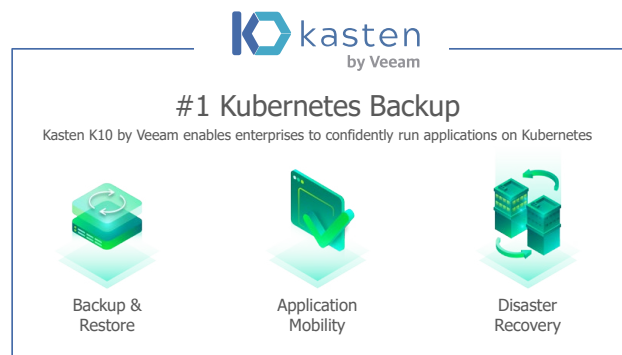 kasten
by Veeam
#1 Kubernetes Backup
Kasten K10 by Veeam enables enterprises to confidently run applications on Kubernetes
Backup &
Restore
Application
Mobility
Disaster
Recovery